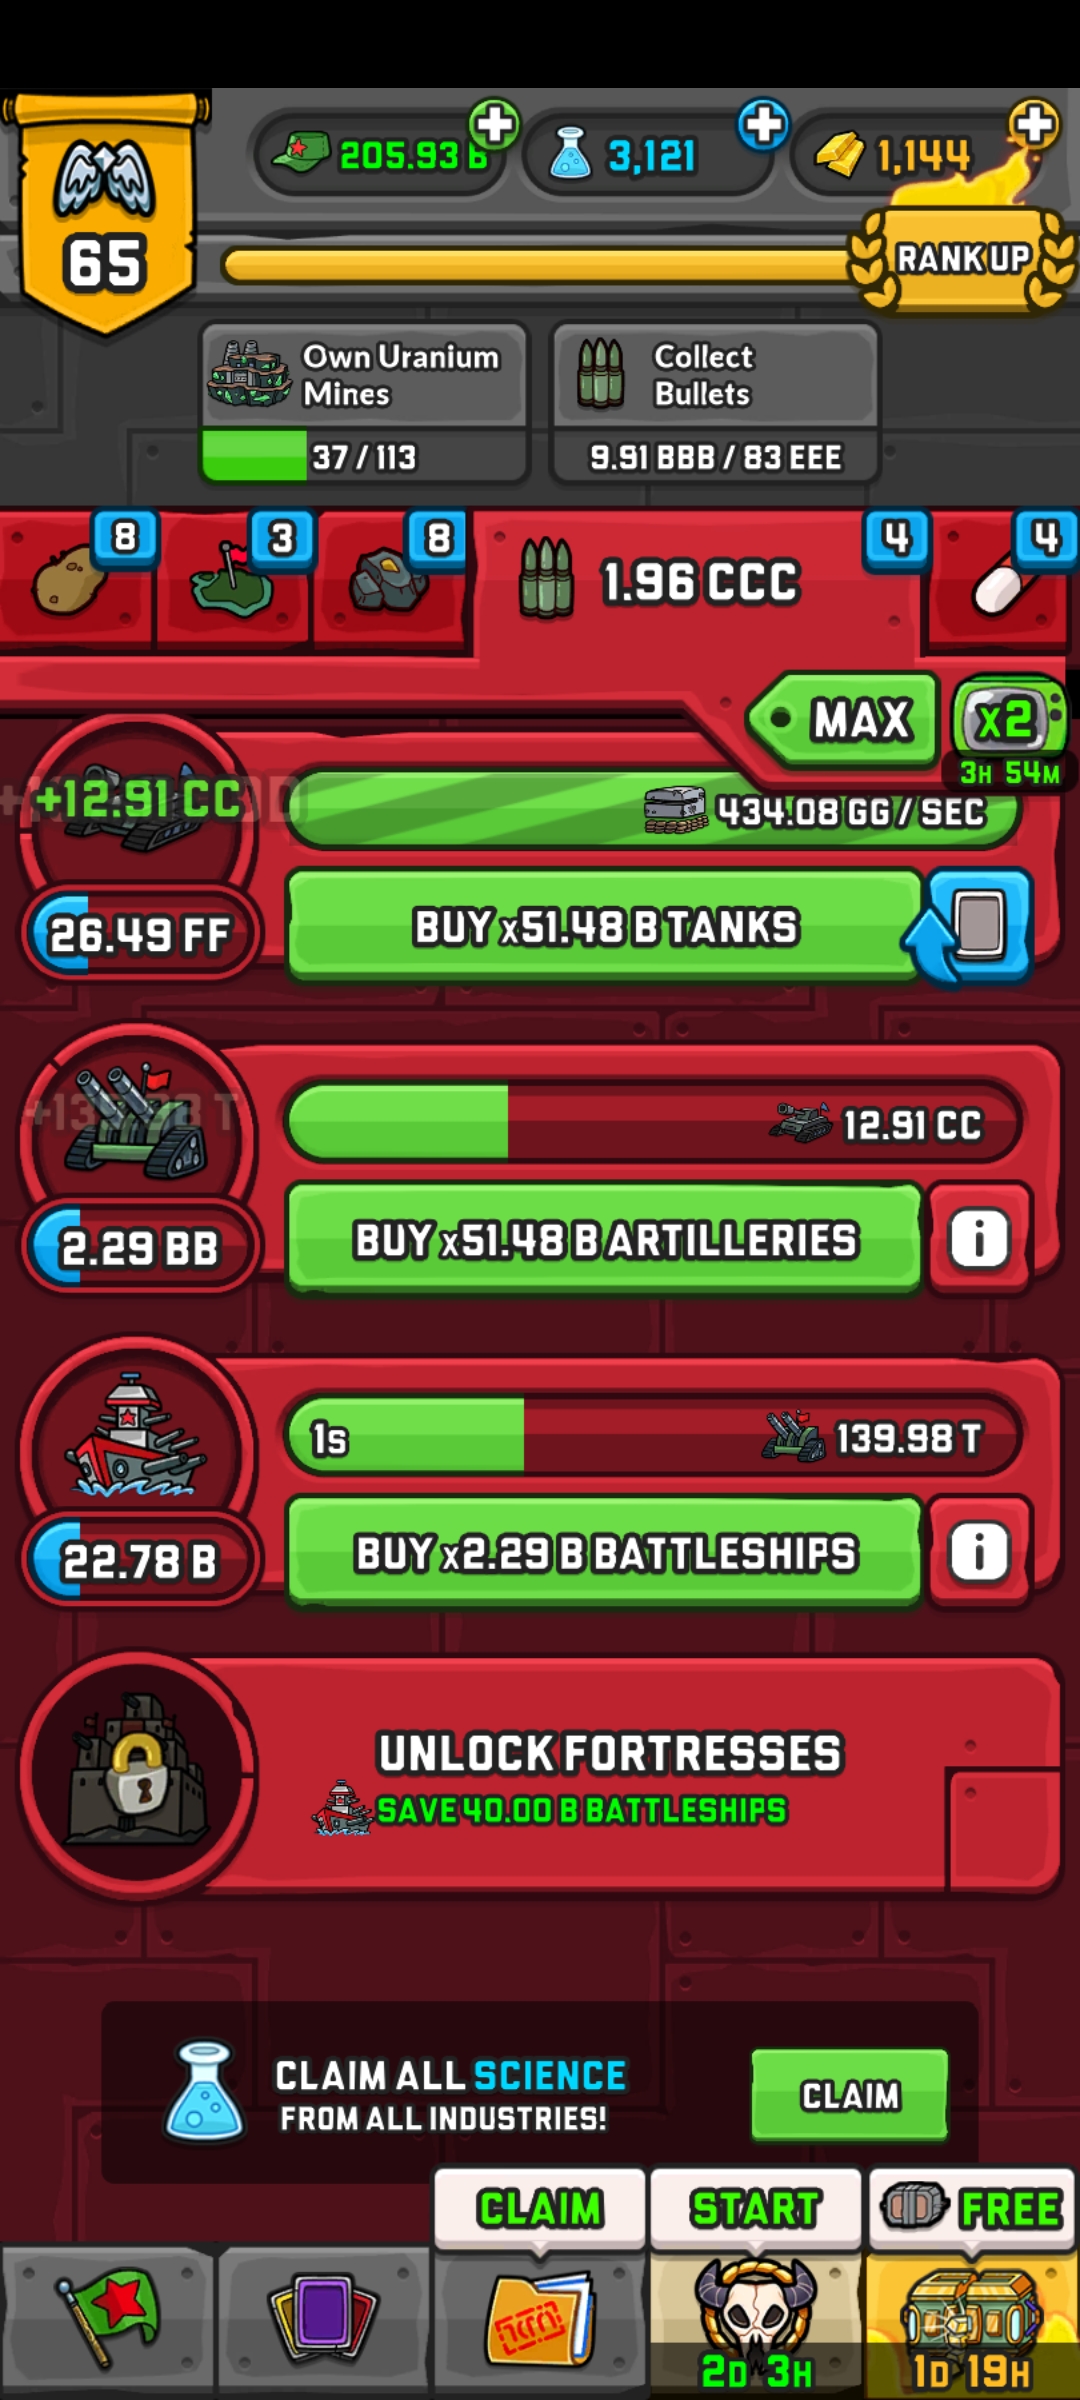 205.93 B
3,121
1,144
65
RANK UP
Own Uranium
Mines
37 / 113
Collect
Bullets
9.91 BBB / 83 EEE
8
3
8
1.96 CCC
4
4
MAX
x2
3H 54M
+12.91 CC
434.08 GG / SEC
26.49 FF
BUY x51.48 B TANKS
12.91 CC
2.29 BB
BUY x51.48 B ARTILLERIES
i
1s
139.98 T
22.78 B
BUY x2.29 B BATTLESHIPS
i
UNLOCK FORTRESSES
SAVE 40.00 B BATTLESHIPS
CLAIM ALL SCIENCE
FROM ALL INDUSTRIES!
CLAIM
CLAIM
START
FREE
2D 3H
1D 19H